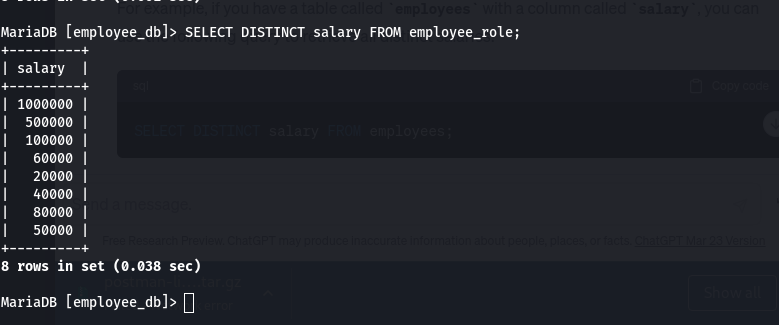 For example, if you have a table called `employees` with a column called `salary`, you can
MariaDB [employee_db]> SELECT DISTINCT salary FROM employee_role;
+---------+
| salary  |
+---------+
| 1000000 |
|  500000 |
|  100000 |
|   60000 |
|   20000 |
|   40000 |
|   80000 |
|   50000 |
+---------+
8 rows in set (0.038 sec)
MariaDB [employee_db]>
sql
Copy code
SELECT DISTINCT salary FROM employees;
Send a message.
Free Research Preview. ChatGPT may produce inaccurate information about people, places, or facts. ChatGPT Mar 23 Version
Show all